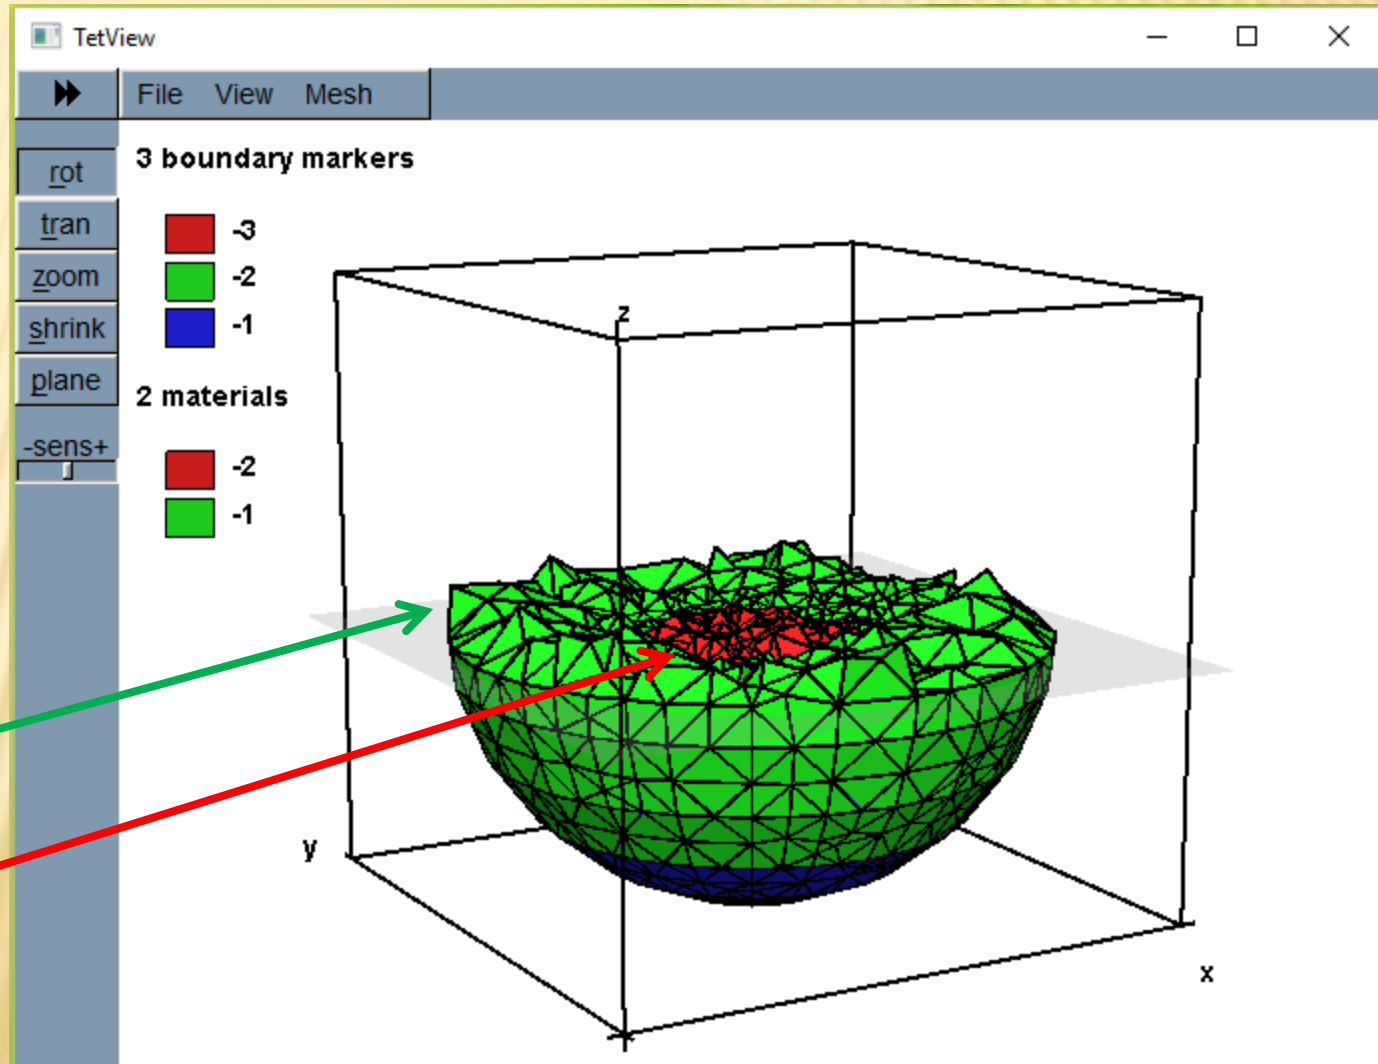 TetView
File View Mesh
rot
tran
zoom
shrink
plane
-sens+
3 boundary markers
-3
-2
-1
2 materials
-2
-1
z
y
x